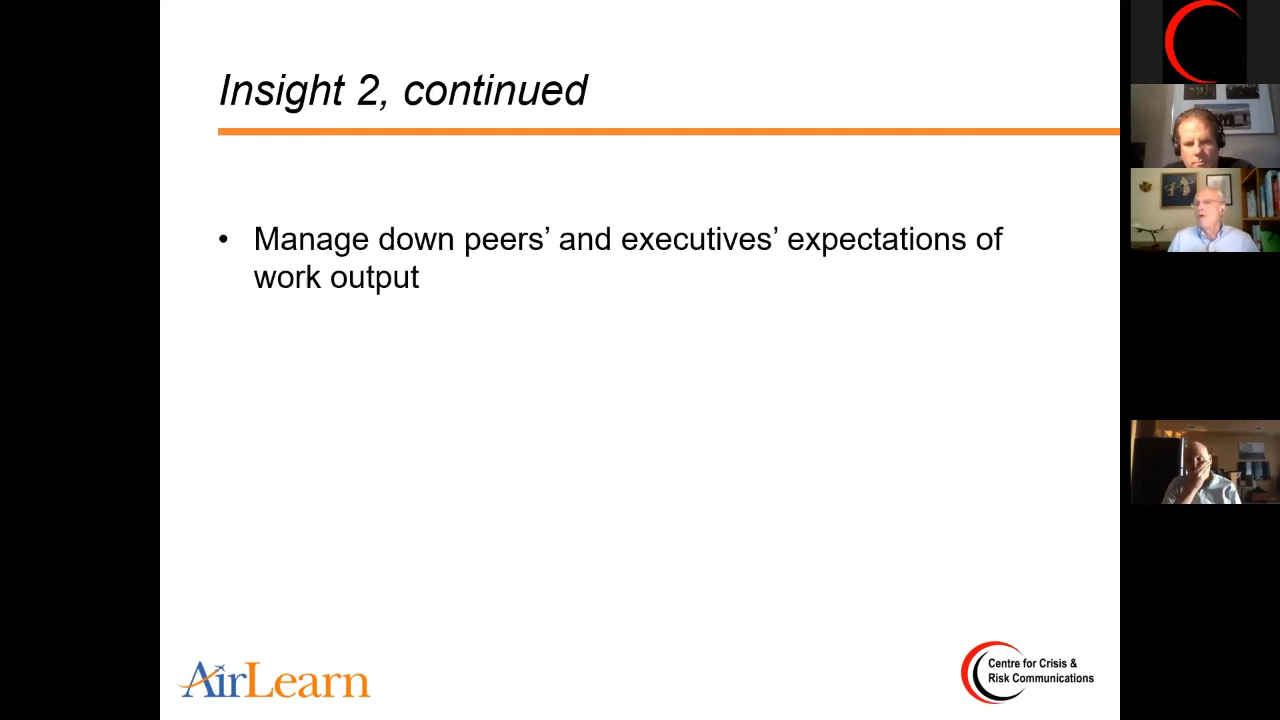 Insight 2, continued
• Manage down peers’ and executives’ expectations of
work output
AirLearn
Centre for Crisis &
Risk Communications